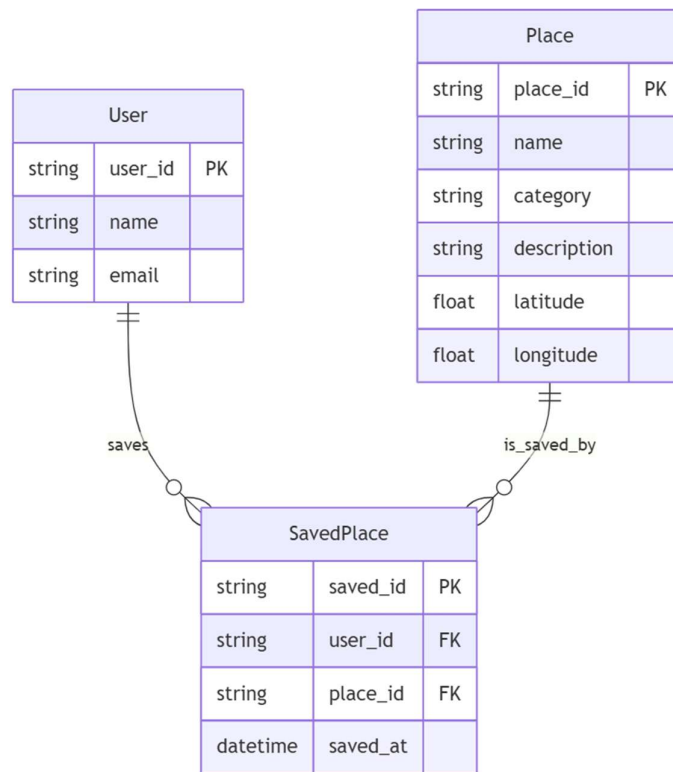 Place
string place_id PK
string name
string category
string description
float latitude
float longitude
User
string user_id PK
string name
string email
saves
is_saved_by
SavedPlace
string saved_id PK
string user_id FK
string place_id FK
datetime saved_at